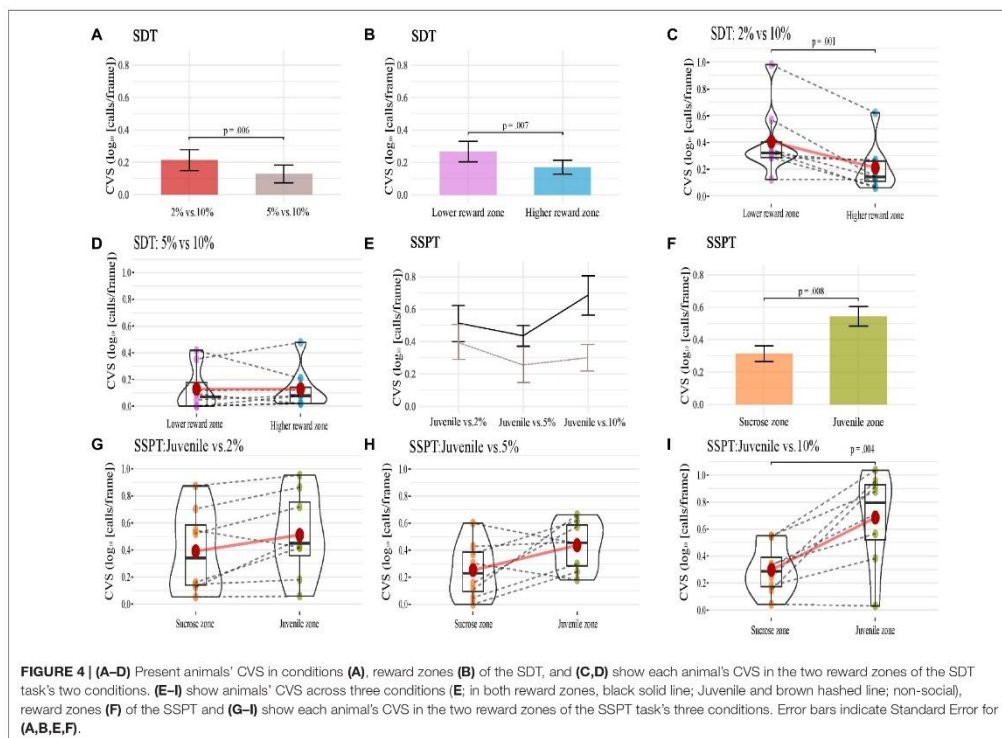 A SDT
CVS (log₁₀ [calls/frame])
0.8
0.6
0.4
0.2
0.0
p = .006
2% vs.10% 5% vs.10%
B SDT
CVS (log₁₀ [calls/frame])
0.8
0.6
0.4
0.2
0.0
p = .007
Lower reward zone Higher reward zone
C SDT: 2% vs 10%
p = .001
CVS (log₁₀ [calls/frame])
1.0
0.8
0.6
0.4
0.2
0.0
Lower reward zone Higher reward zone
D SDT: 5% vs 10%
CVS (log₁₀ [calls/frame])
1.0
0.8
0.6
0.4
0.2
0.0
Lower reward zone Higher reward zone
E SSPT
CVS (log₁₀ [calls/frame])
0.8
0.6
0.4
0.2
0.0
Juvenile vs.2% Juvenile vs.5% Juvenile vs.10%
F SSPT
CVS (log₁₀ [calls/frame])
0.8
0.6
0.4
0.2
0.0
p = .008
Sucrose zone Juvenile zone
G SSPT:Juvenile vs.2%
CVS (log₁₀ [calls/frame])
1.0
0.8
0.6
0.4
0.2
0.0
Sucrose zone Juvenile zone
H SSPT:Juvenile vs.5%
CVS (log₁₀ [calls/frame])
1.0
0.8
0.6
0.4
0.2
0.0
Sucrose zone Juvenile zone
I SSPT:Juvenile vs.10%
p = .004
CVS (log₁₀ [calls/frame])
1.0
0.8
0.6
0.4
0.2
0.0
Sucrose zone Juvenile zone
FIGURE 4 | (A–D) Present animals' CVS in conditions (A), reward zones (B) of the SDT, and (C,D) show each animal's CVS in the two reward zones of the SDT
task's two conditions. (E–I) show animals' CVS across three conditions (E; in both reward zones, black solid line; Juvenile and brown hashed line; non-social),
reward zones (F) of the SSPT and (G–I) show each animal's CVS in the two reward zones of the SSPT task's three conditions. Error bars indicate Standard Error for
(A,B,E,F).